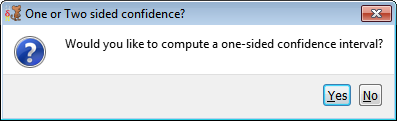 One or Two sided confidence?
Would you like to compute a one-sided confidence interval?
Yes No